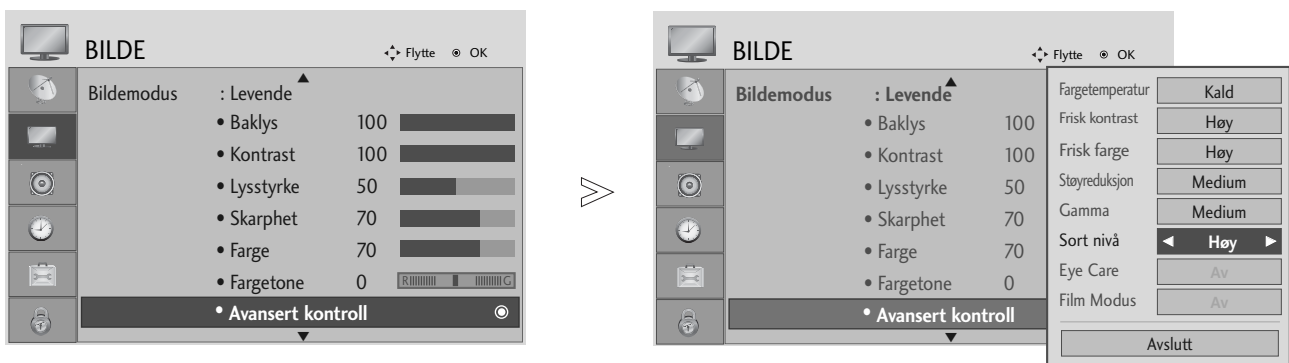 BILDE
Flytte OK
Bildemodus : Levende
• Baklys 100
• Kontrast 100
• Lysstyrke 50
• Skarphet 70
• Farge 70
• Fargetone 0 R G
• Avansert kontroll
BILDE
Flytte OK
Bildemodus : Levende
• Baklys 100
• Kontrast 100
• Lysstyrke 50
• Skarphet 70
• Farge 70
• Fargetone 0
• Avansert kontroll
Fargetemperatur Kald
Frisk kontrast Høy
Frisk farge Høy
Støyreduksjon Medium
Gamma Medium
Sort nivå Høy
Eye Care Av
Film Modus Av
Avslutt